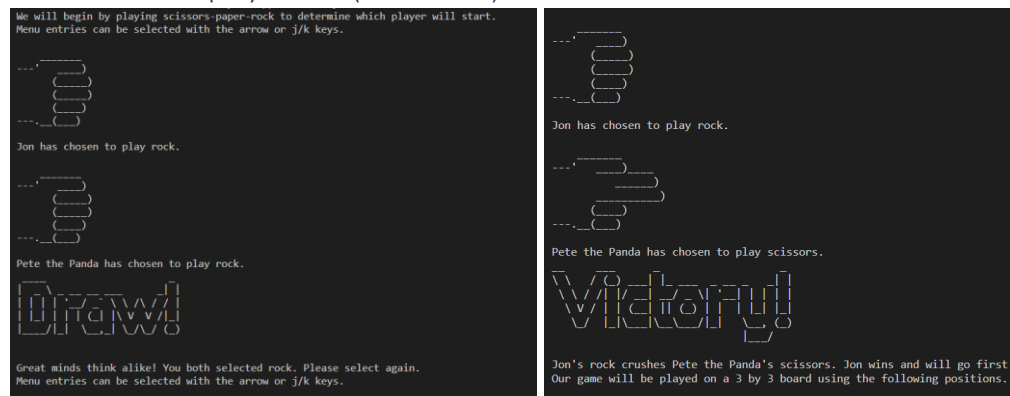 We will begin by playing scissors-paper-rock to determine which player will start.
Menu entries can be selected with the arrow or j/k keys.
Jon has chosen to play rock.
Pete the Panda has chosen to play rock.
Draw!
Great minds think alike! You both selected rock. Please select again.
Menu entries can be selected with the arrow or j/k keys.
Jon has chosen to play rock.
Pete the Panda has chosen to play scissors.
Victory!
Jon's rock crushes Pete the Panda's scissors. Jon wins and will go first
Our game will be played on a 3 by 3 board using the following positions.